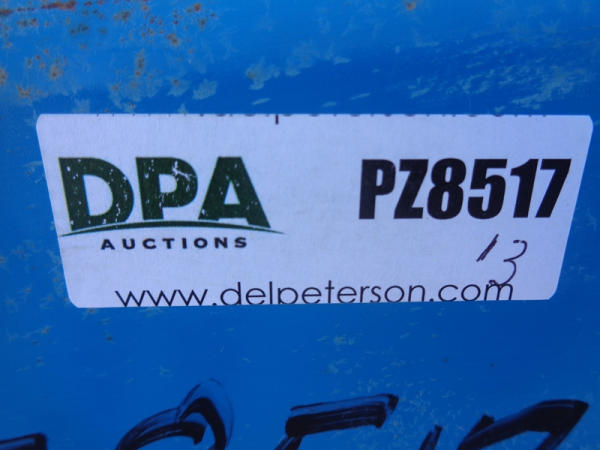 DPA
AUCTIONS
PZ8517
13
www.delpeterson.com